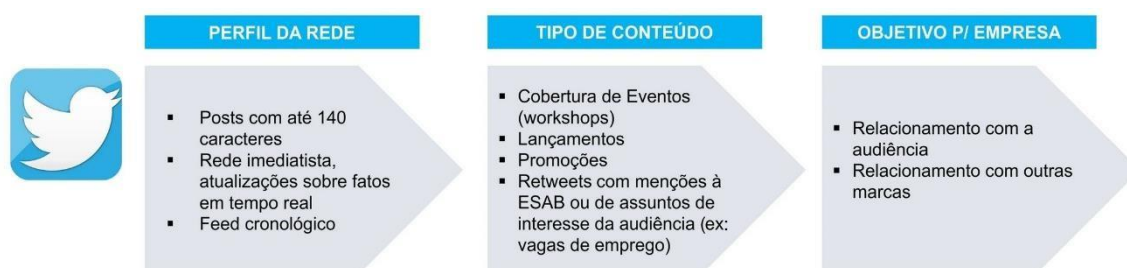 PERFIL DA REDE
Posts com até 140
caracteres
Rede imediatista,
atualizações sobre fatos
em tempo real
Feed cronológico
TIPO DE CONTEÚDO
Cobertura de Eventos
(workshops)
Lançamentos
Promoções
Retweets com menções à
ESAB ou de assuntos de
interesse da audiência (ex:
vagas de emprego)
OBJETIVO P/ EMPRESA
Relacionamento com a
audiência
Relacionamento com outras
marcas